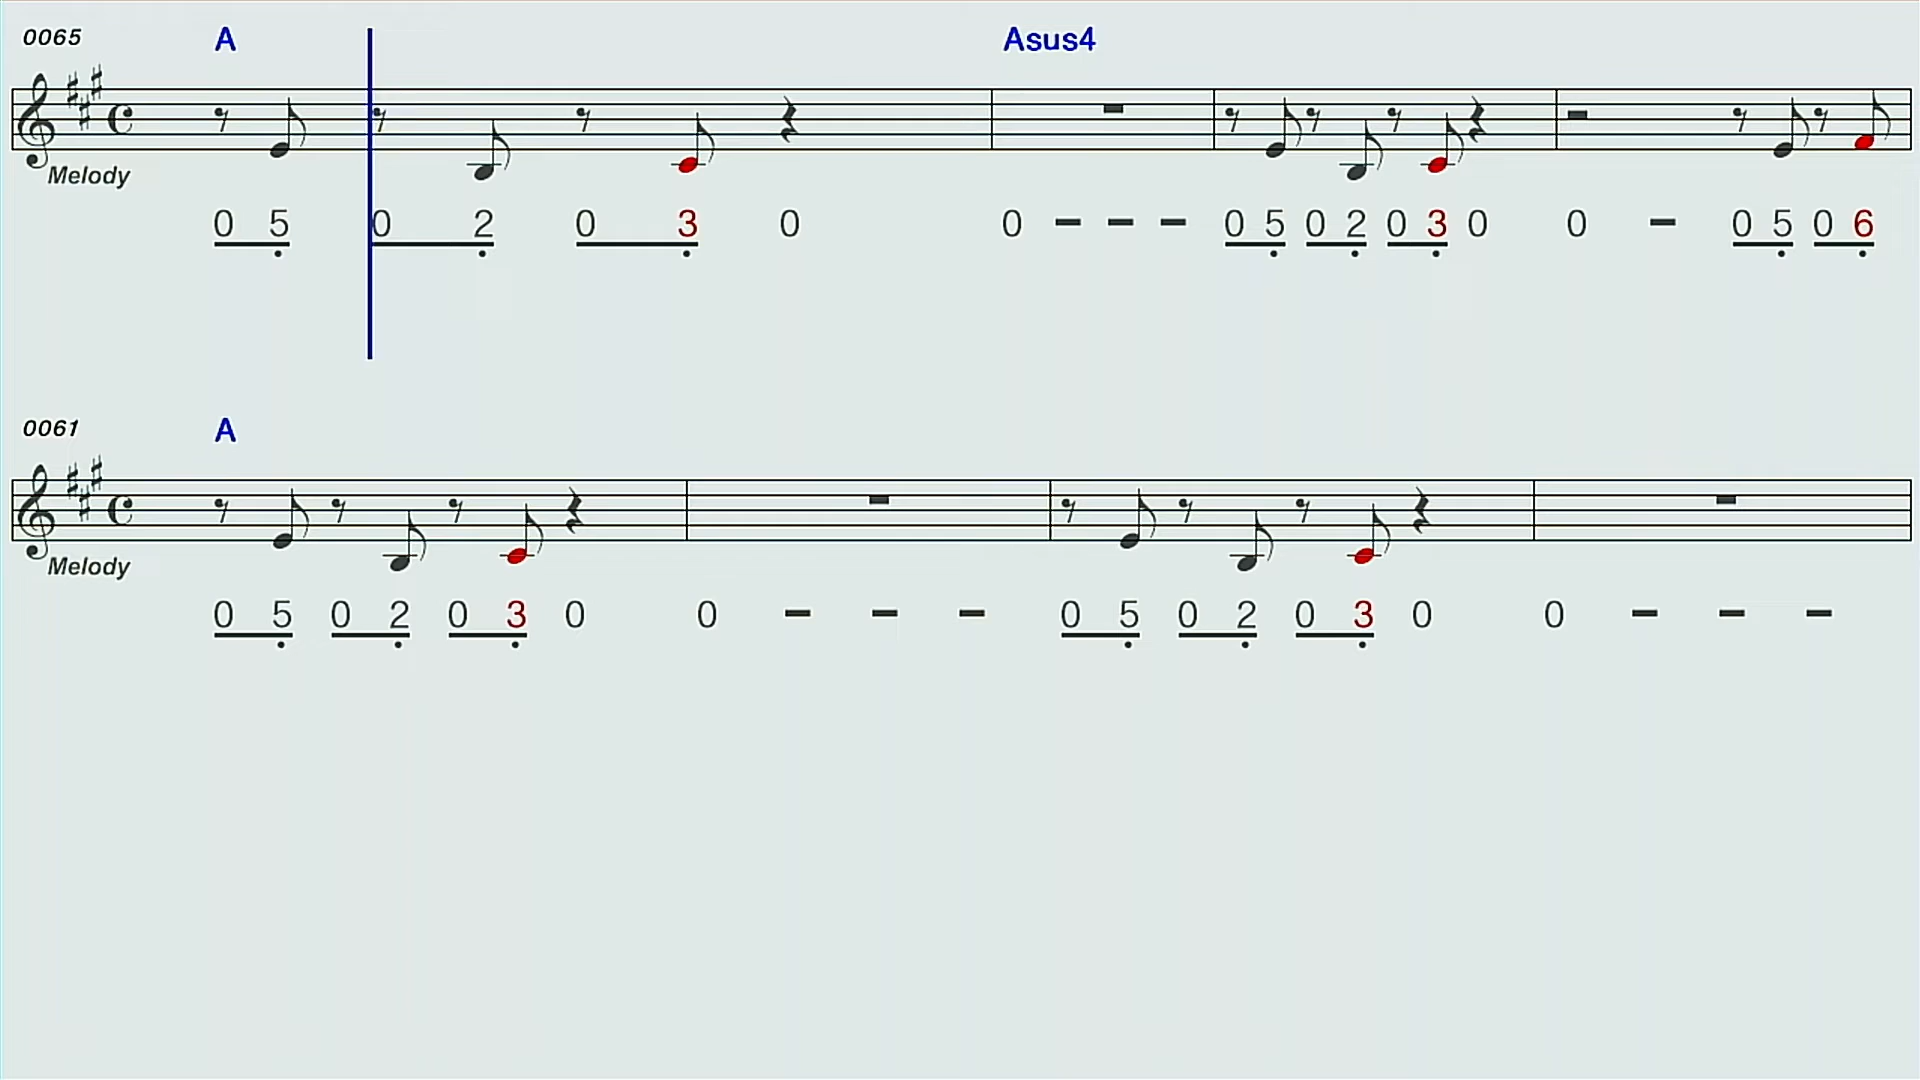 0065 A Asus4
Melody
0 5 0 2 0 3 0 0 - - - 0 5 0 2 0 3 0 0 - 0 5 0 6
0061 A
Melody
0 5 0 2 0 3 0 0 - - - 0 5 0 2 0 3 0 0 - - -